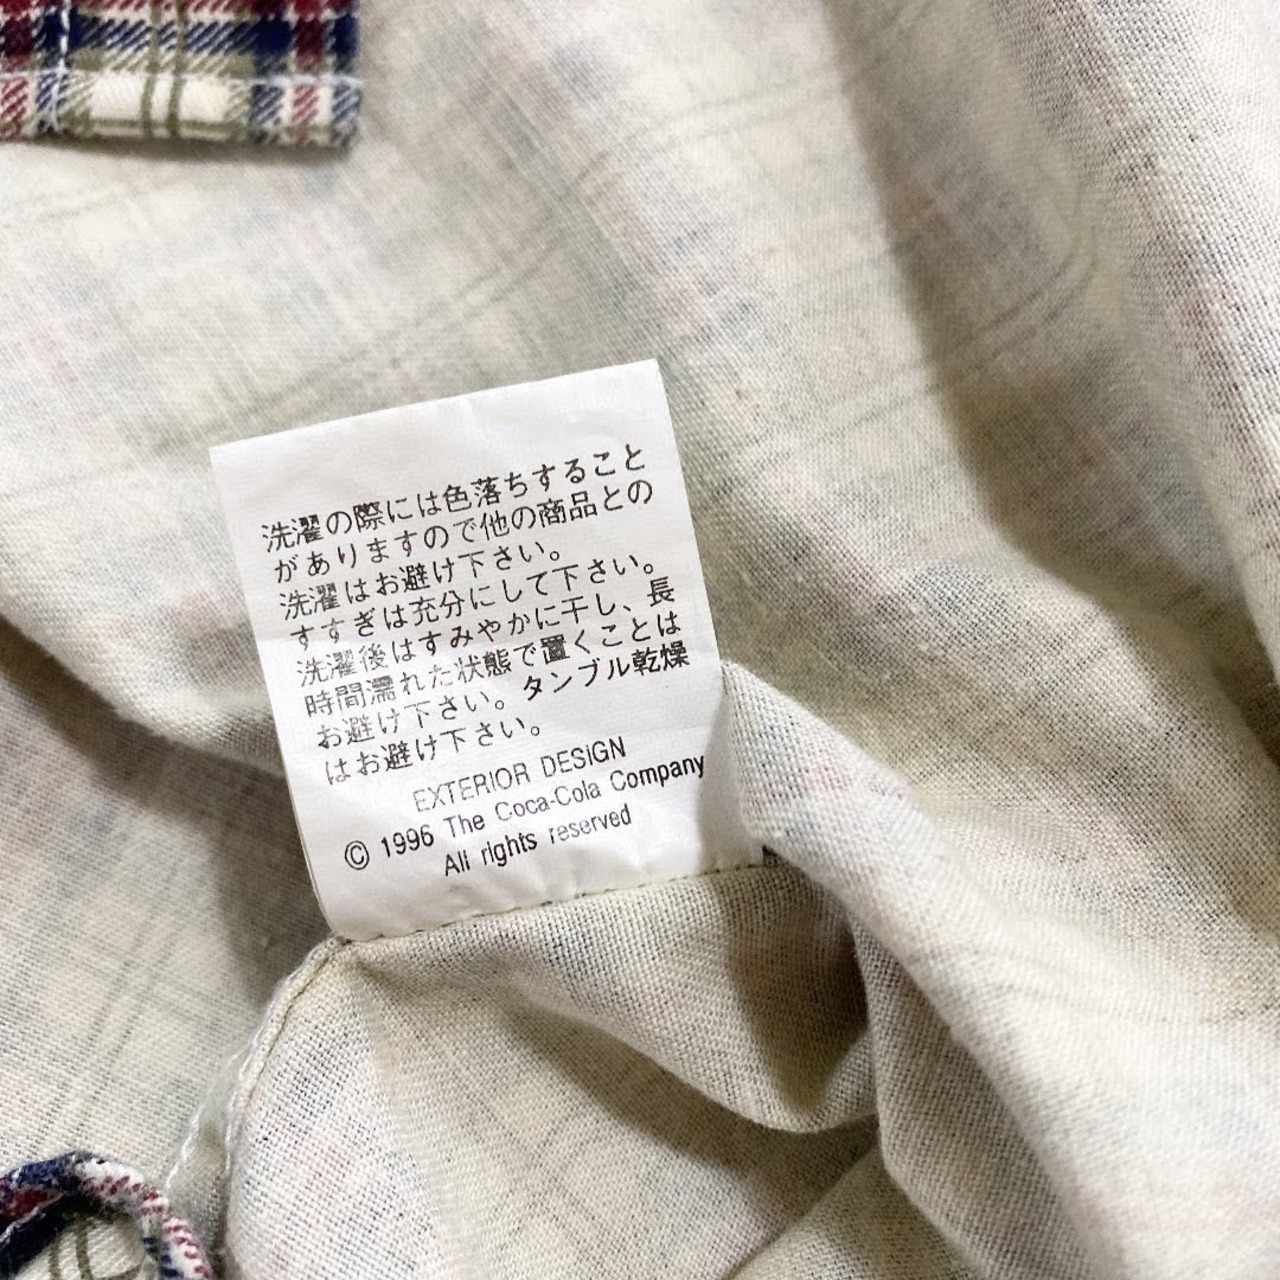 洗濯の際には色落ちすること
がありますので他の商品との
洗濯はお避け下さい。
すすぎは充分にして下さい。
洗濯後はすみやかに干し、長
時間濡れた状態で置くことは
お避け下さい。タンブル乾燥
はお避け下さい。
EXTERIOR DESIGN
© 1996 The Coca-Cola Company
All rights reserved